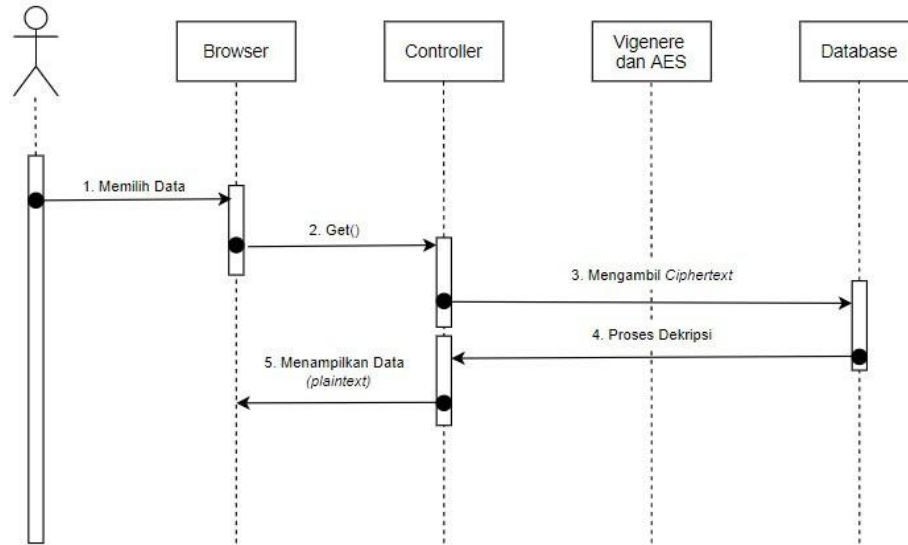 Browser
Controller
Vigenere
dan AES
Database
1. Memilih Data
2. Get()
3. Mengambil Ciphertext
4. Proses Dekripsi
5. Menampilkan Data
(plaintext)